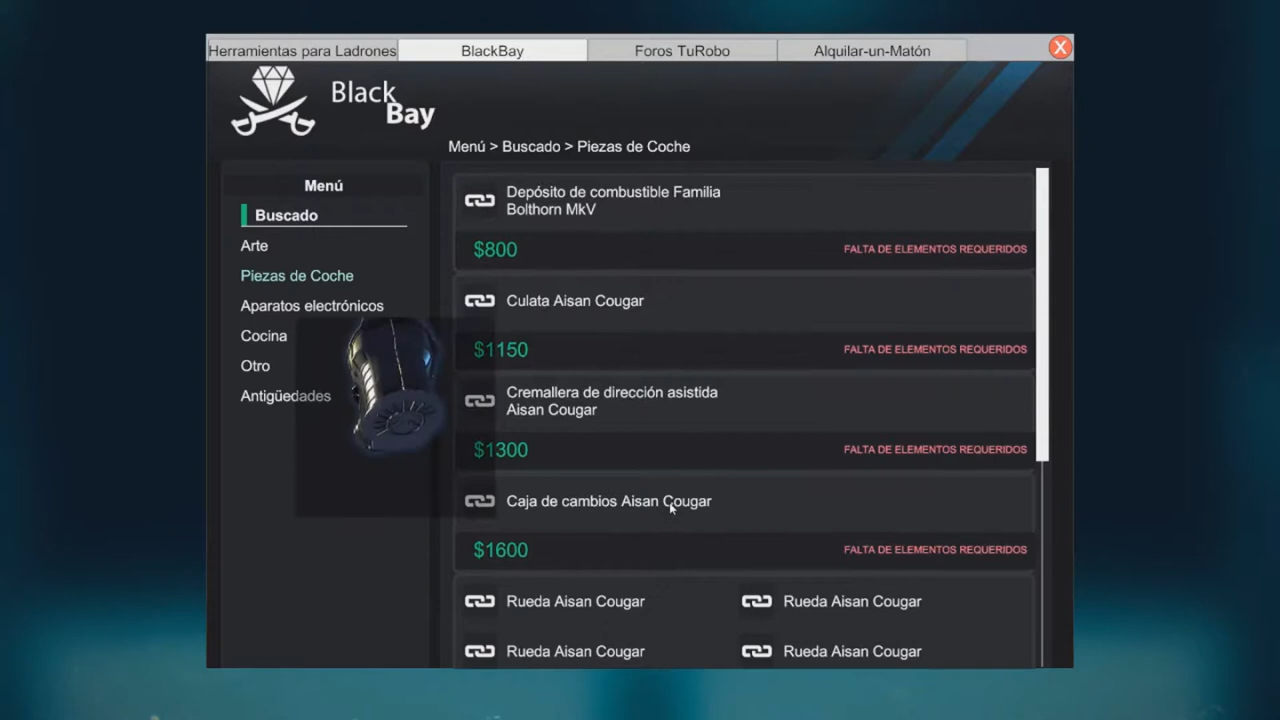 Herramientas para Ladrones
BlackBay
Foros TuRobo
Alquilar-un-Matón
X
Black
Bay
Menú > Buscado > Piezas de Coche
Menú
Buscado
Arte
Piezas de Coche
Aparatos electrónicos
Cocina
Otro
Antigüedades
Depósito de combustible Familia
Bolthorn MkV
$800
FALTA DE ELEMENTOS REQUERIDOS
Culata Aisan Cougar
$1150
FALTA DE ELEMENTOS REQUERIDOS
Cremallera de dirección asistida
Aisan Cougar
$1300
FALTA DE ELEMENTOS REQUERIDOS
Caja de cambios Aisan Cougar
$1600
FALTA DE ELEMENTOS REQUERIDOS
Rueda Aisan Cougar
Rueda Aisan Cougar
Rueda Aisan Cougar
Rueda Aisan Cougar